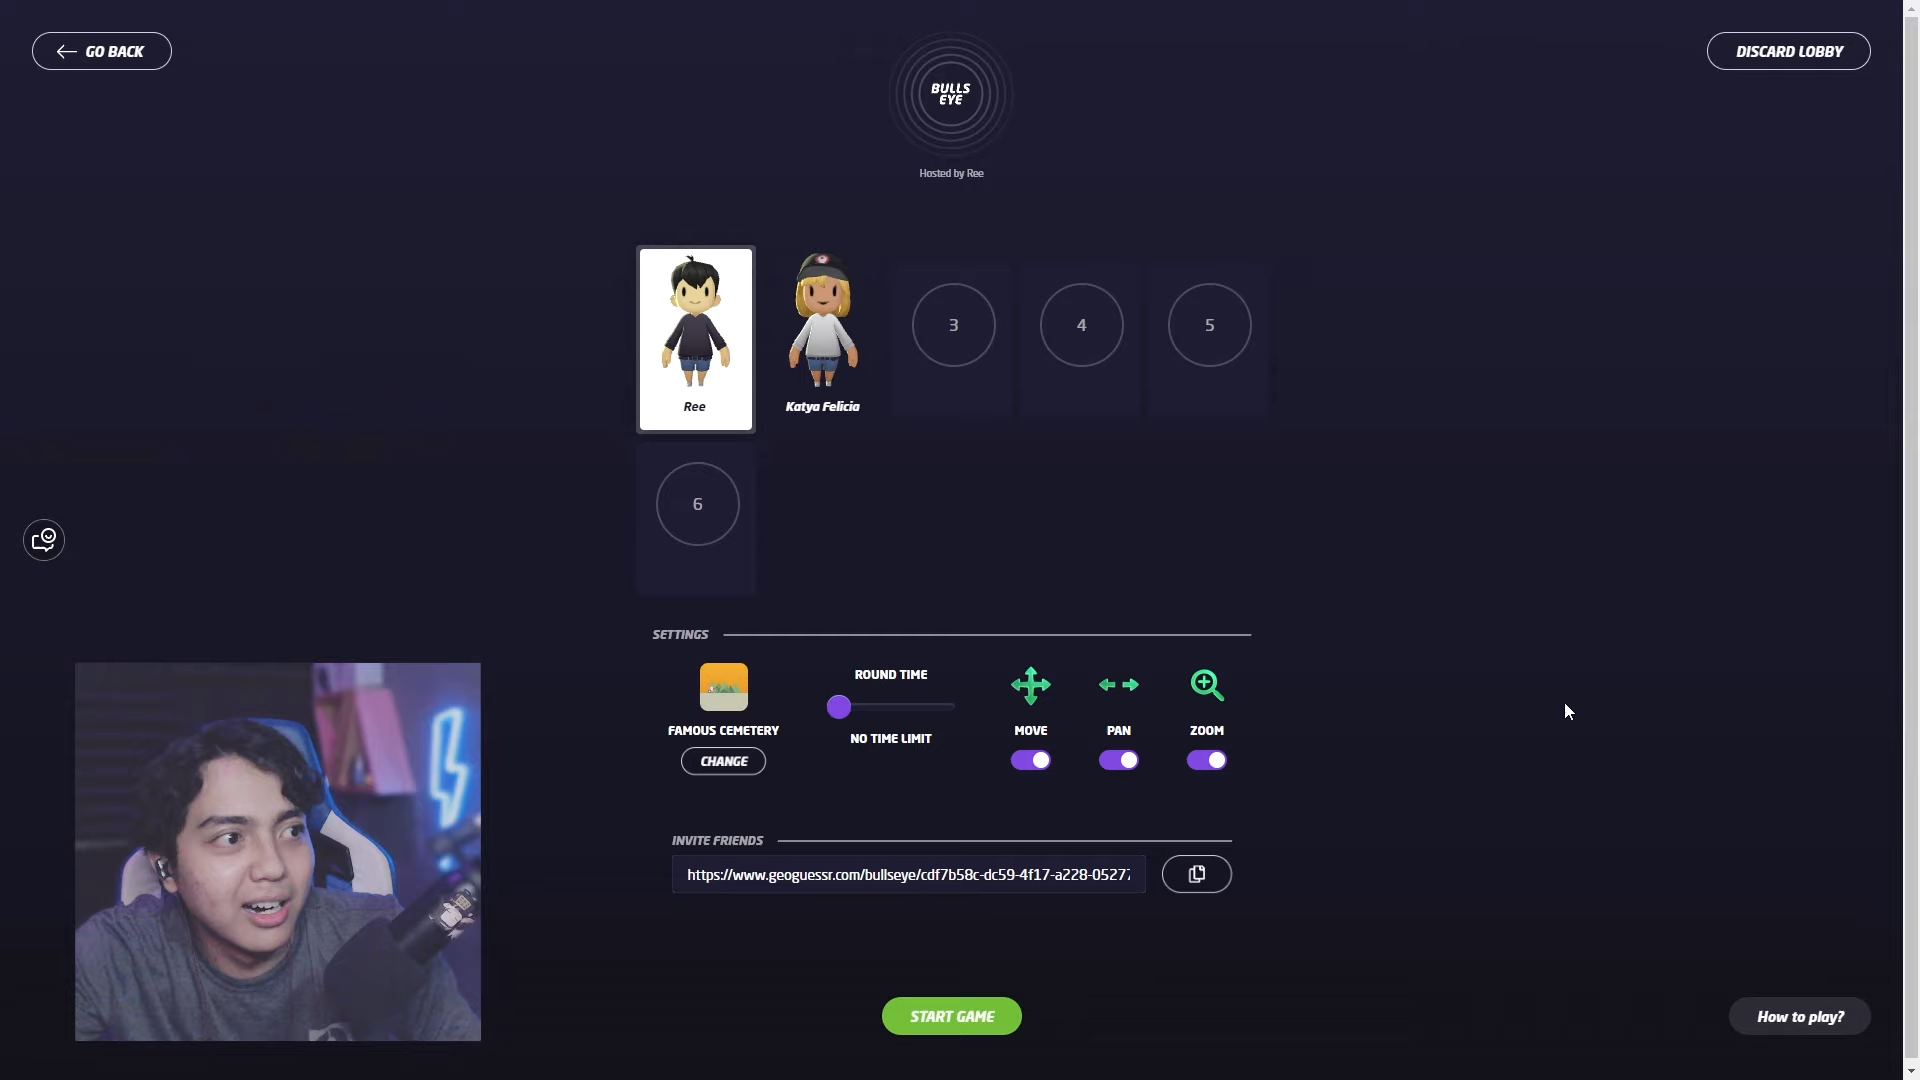 GO BACK
BULLS
EYE
DISCARD LOBBY
Hosted by Ree
Ree
Katya Felicia
3
4
5
6
SETTINGS
FAMOUS CEMETERY
CHANGE
ROUND TIME
NO TIME LIMIT
MOVE
PAN
ZOOM
INVITE FRIENDS
https://www.geoguessr.com/bullseye/cdf7b58c-dc59-4f17-a228-05277
START GAME
How to play?